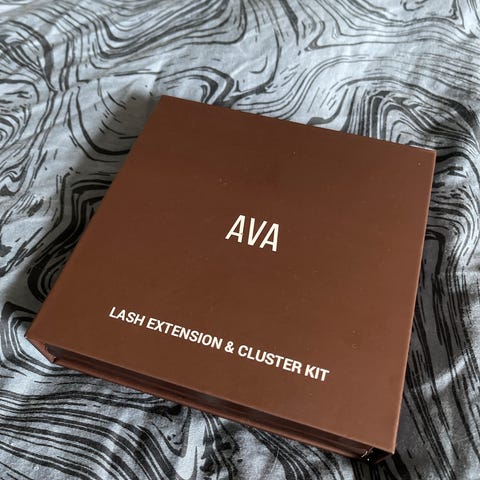 AVA
LASH EXTENSION & CLUSTER KIT